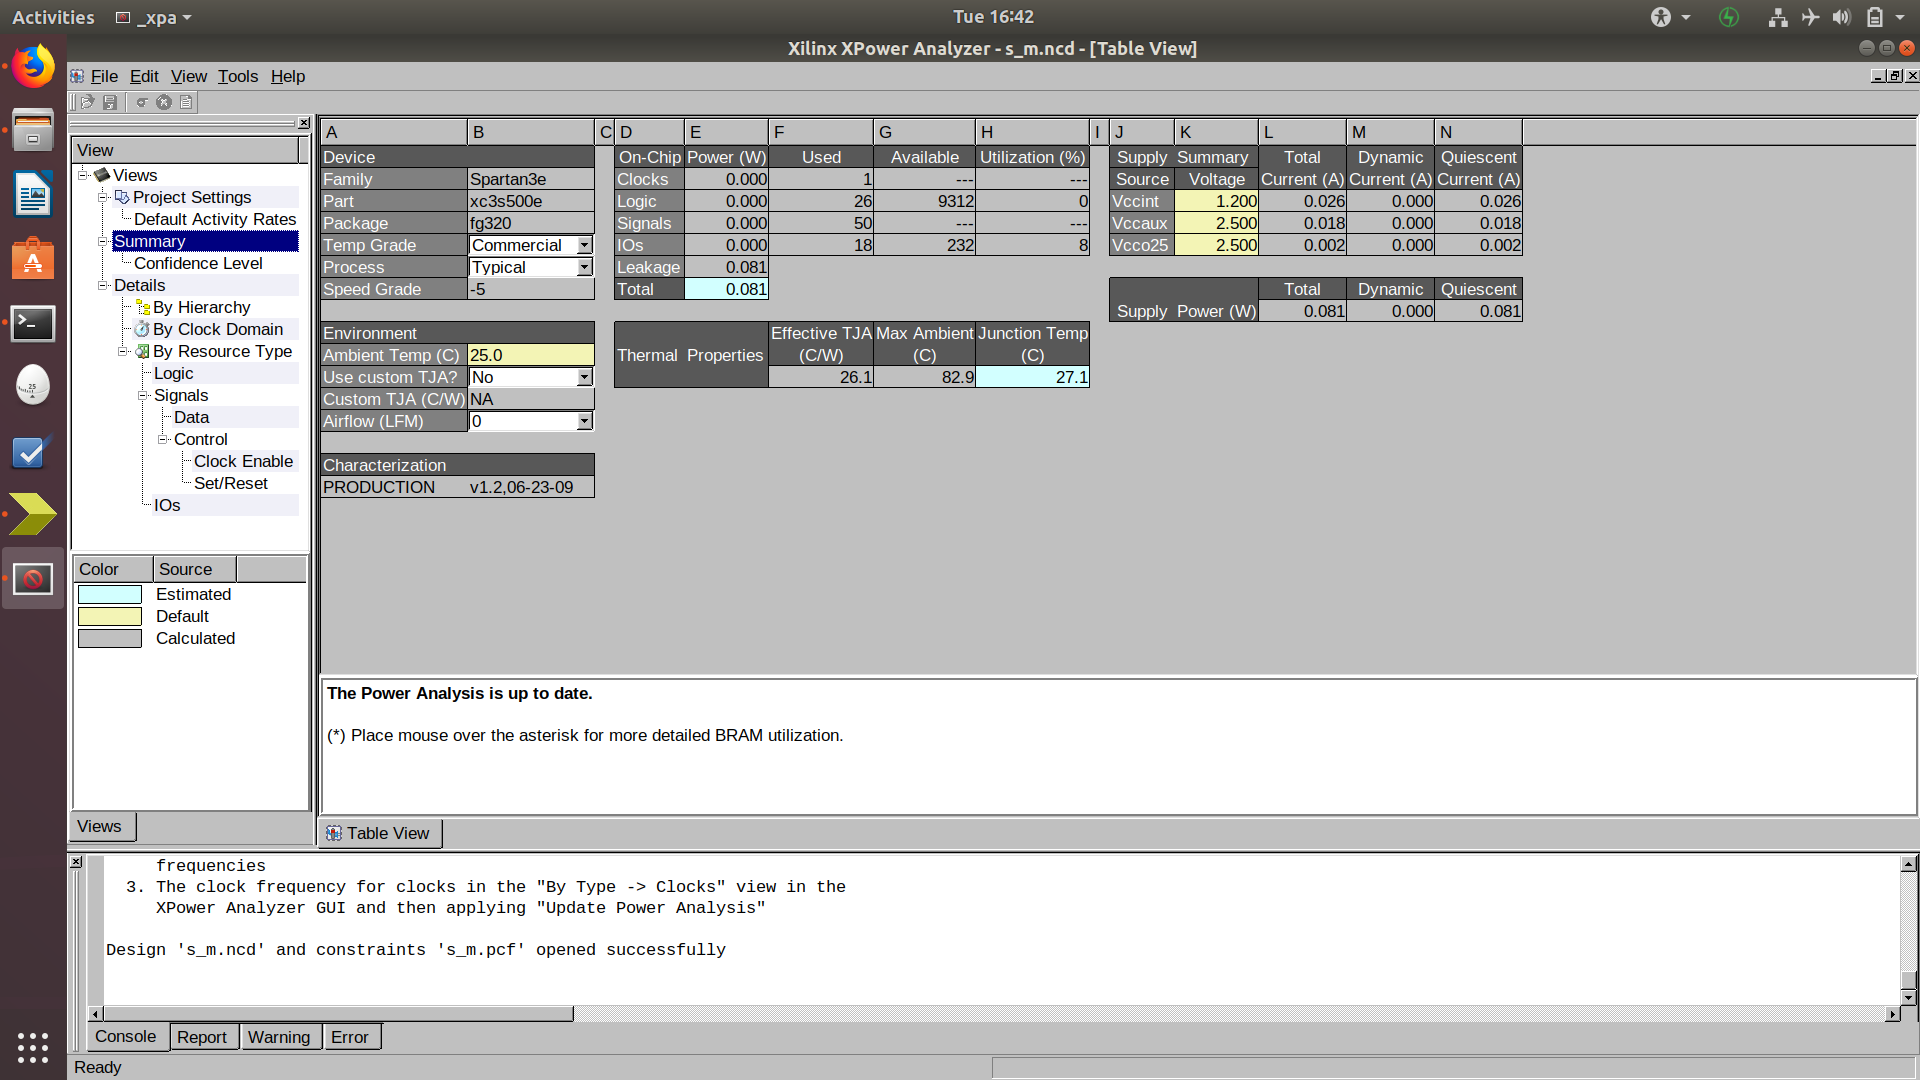 Activities
_xpa
Tue 16:42
Xilinx XPower Analyzer - s_m.ncd - [Table View]
File Edit View Tools Help
View
Views
Project Settings
Default Activity Rates
Summary
Confidence Level
Details
By Hierarchy
By Clock Domain
By Resource Type
Logic
Signals
Data
Control
Clock Enable
Set/Reset
IOs
Color Source
Estimated
Default
Calculated
Views
A B C D E F G H I J K L M N
Device
Family Spartan3e
Part xc3s500e
Package fg320
Temp Grade Commercial
Process Typical
Speed Grade -5
Environment
Ambient Temp (C) 25.0
Use custom TJA? No
Custom TJA (C/W) NA
Airflow (LFM) 0
Characterization
PRODUCTION v1.2,06-23-09
On-Chip Power (W) Used Available Utilization (%)
Clocks 0.000 1 --- ---
Logic 0.000 26 9312 0
Signals 0.000 50 --- ---
IOs 0.000 18 232 8
Leakage 0.081
Total 0.081
Effective TJA Max Ambient Junction Temp
Thermal Properties (C/W) (C) (C)
26.1 82.9 27.1
Supply Summary Total Dynamic Quiescent
Source Voltage Current (A) Current (A) Current (A)
Vccint 1.200 0.026 0.000 0.026
Vccaux 2.500 0.018 0.000 0.018
Vcco25 2.500 0.002 0.000 0.002
Total Dynamic Quiescent
Supply Power (W) 0.081 0.000 0.081
The Power Analysis is up to date.
(*) Place mouse over the asterisk for more detailed BRAM utilization.
Table View
frequencies
3. The clock frequency for clocks in the "By Type -> Clocks" view in the
XPower Analyzer GUI and then applying "Update Power Analysis"
Design 's_m.ncd' and constraints 's_m.pcf' opened successfully
Console Report Warning Error
Ready